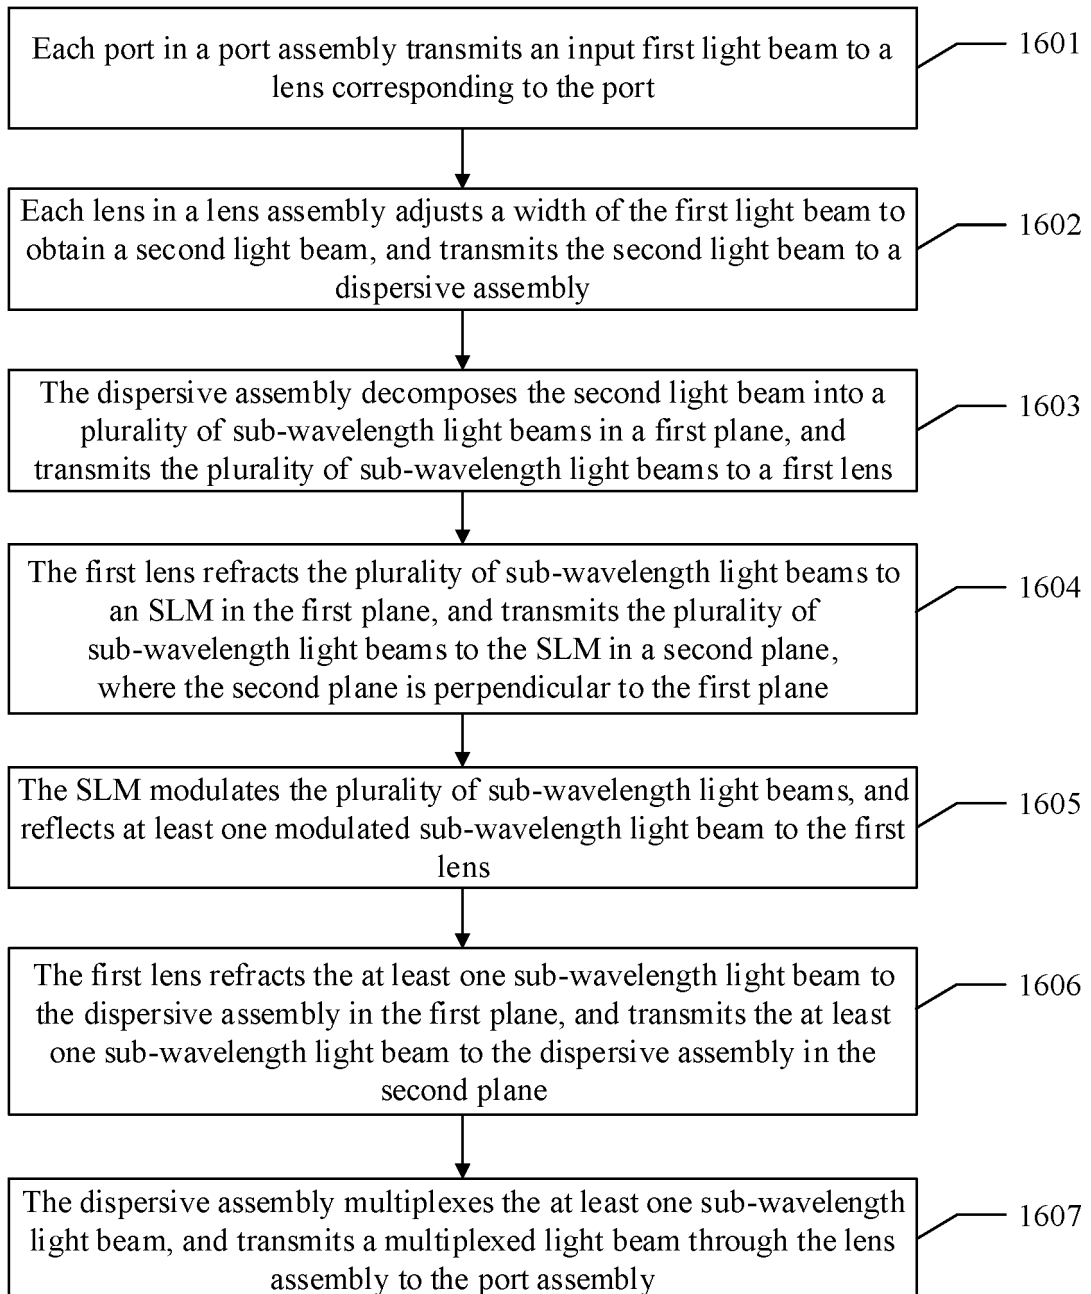 Each port in a port assembly transmits an input first light beam to a
lens corresponding to the port
1601
Each lens in a lens assembly adjusts a width of the first light beam to
obtain a second light beam, and transmits the second light beam to a
dispersive assembly
1602
The dispersive assembly decomposes the second light beam into a
plurality of sub-wavelength light beams in a first plane, and
transmits the plurality of sub-wavelength light beams to a first lens
1603
The first lens refracts the plurality of sub-wavelength light beams to
an SLM in the first plane, and transmits the plurality of
sub-wavelength light beams to the SLM in a second plane,
where the second plane is perpendicular to the first plane
1604
The SLM modulates the plurality of sub-wavelength light beams, and
reflects at least one modulated sub-wavelength light beam to the first
lens
1605
The first lens refracts the at least one sub-wavelength light beam to
the dispersive assembly in the first plane, and transmits the at least
one sub-wavelength light beam to the dispersive assembly in the
second plane
1606
The dispersive assembly multiplexes the at least one sub-wavelength
light beam, and transmits a multiplexed light beam through the lens
assembly to the port assembly
1607